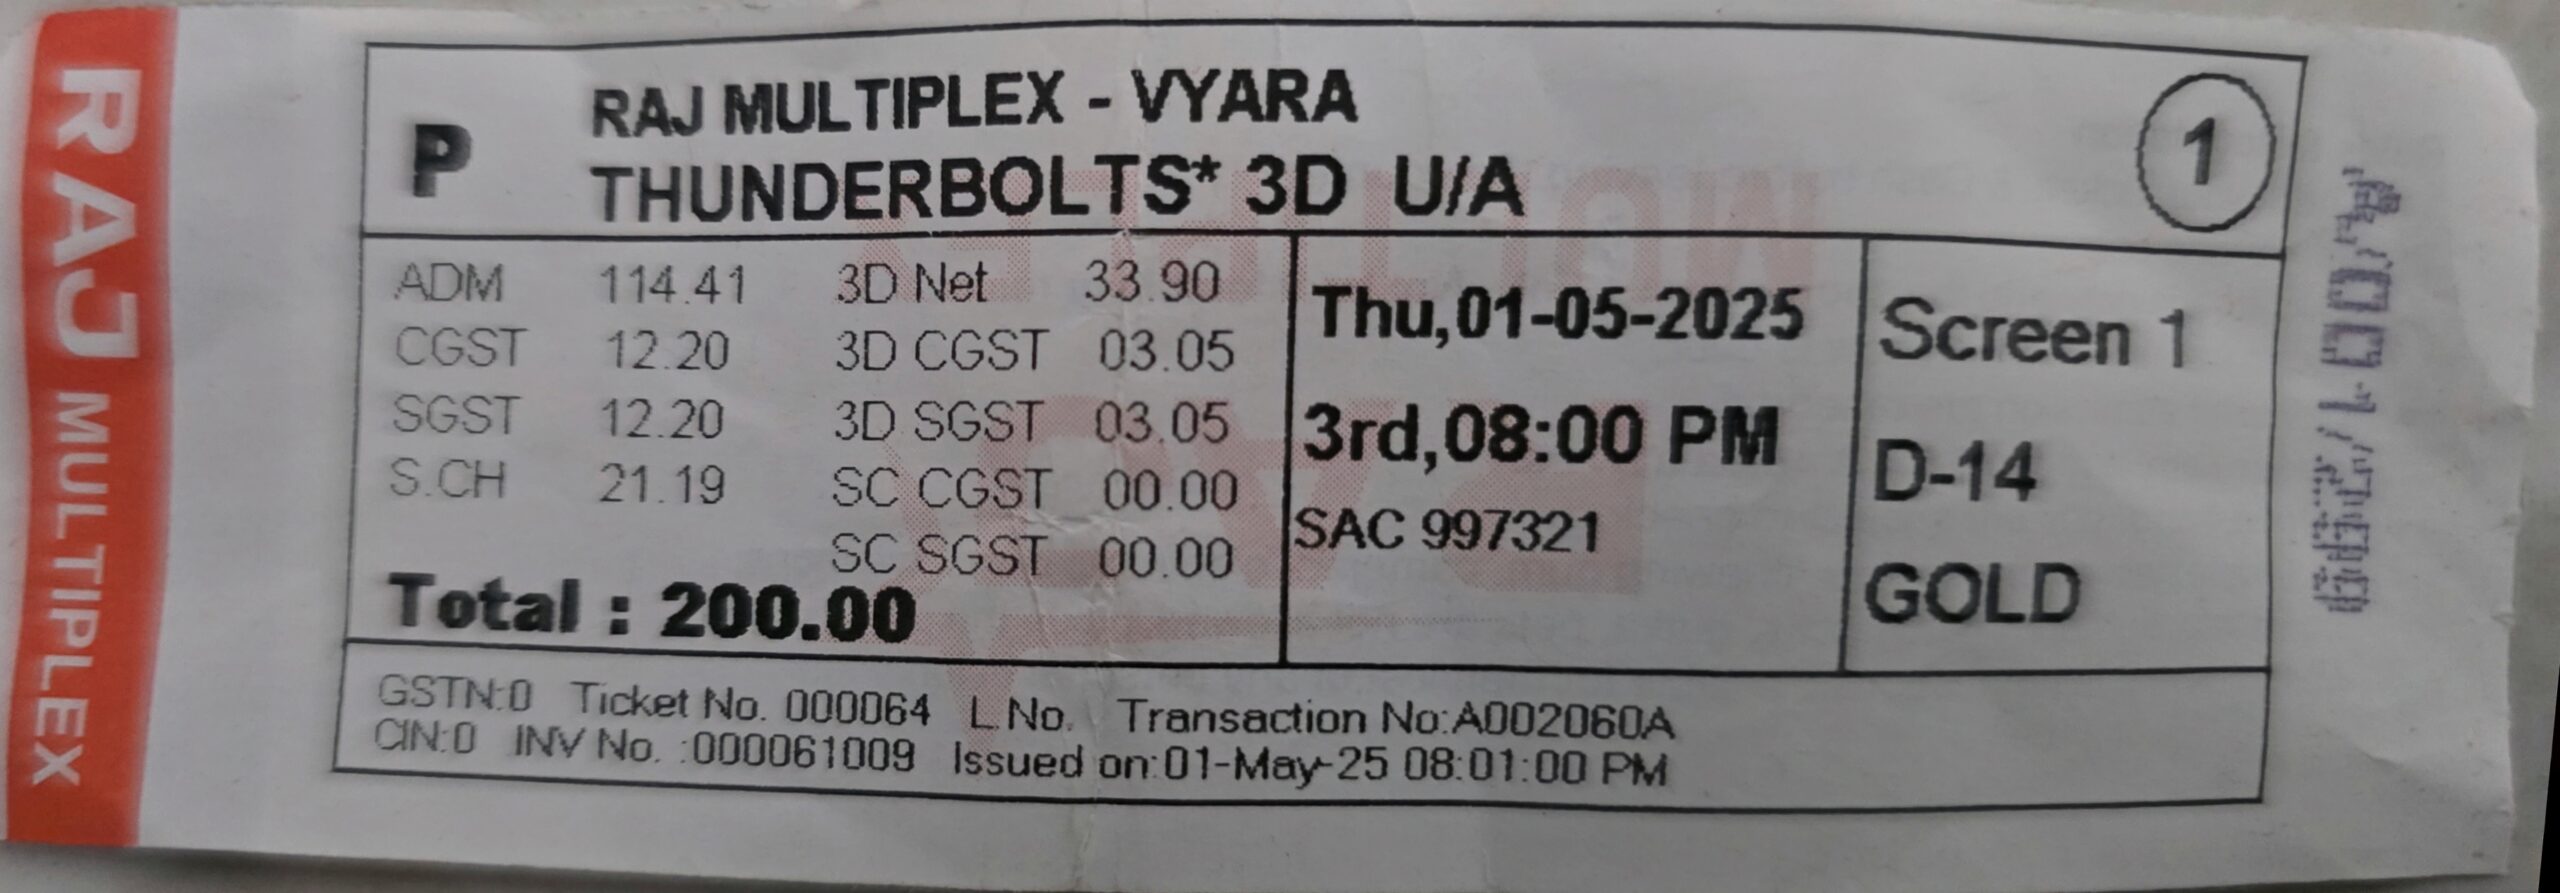 RAJ MULTIPLEX
P
RAJ MULTIPLEX - VYARA
THUNDERBOLTS* 3D U/A
1
ADM 114.41 3D Net 33.90
CGST 12.20 3D CGST 03.05
SGST 12.20 3D SGST 03.05
S.CH 21.19 SC CGST 00.00
SC SGST 00.00
Total : 200.00
Thu,01-05-2025
3rd,08:00 PM
SAC 997321
Screen 1
D-14
GOLD
GSTN:0 Ticket No. 000064 L.No. Transaction No:A002060A
CIN:0 INV No. :000061009 Issued on:01-May-25 08:01:00 PM